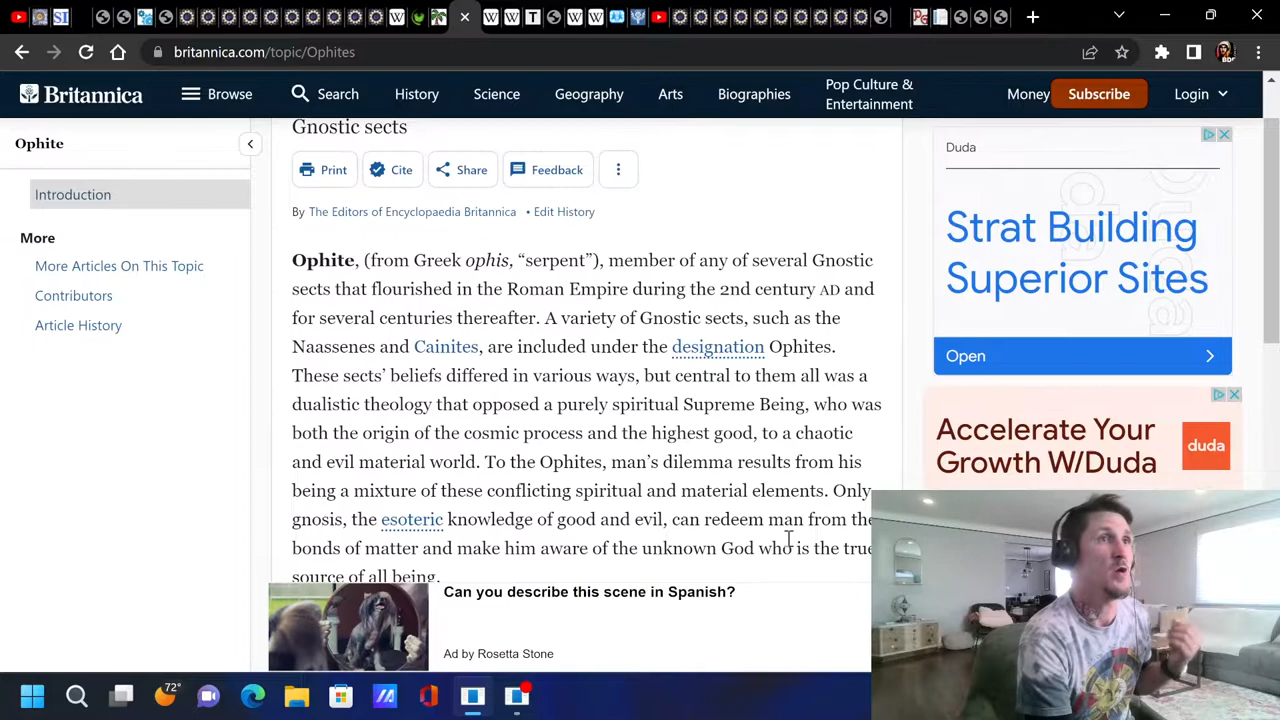 britannica.com/topic/Ophites
Britannica
Browse
Search
History
Science
Geography
Arts
Biographies
Pop Culture &
Entertainment
Money
Subscribe
Login
Ophite
Introduction
More
More Articles On This Topic
Contributors
Article History
Gnostic sects
Print
Cite
Share
Feedback
By The Editors of Encyclopaedia Britannica • Edit History
Ophite, (from Greek ophis, “serpent”), member of any of several Gnostic
sects that flourished in the Roman Empire during the 2nd century AD and
for several centuries thereafter. A variety of Gnostic sects, such as the
Naassenes and Cainites, are included under the designation Ophites.
These sects’ beliefs differed in various ways, but central to them all was a
dualistic theology that opposed a purely spiritual Supreme Being, who was
both the origin of the cosmic process and the highest good, to a chaotic
and evil material world. To the Ophites, man’s dilemma results from his
being a mixture of these conflicting spiritual and material elements. Only
gnosis, the esoteric knowledge of good and evil, can redeem man from the
bonds of matter and make him aware of the unknown God who is the true
source of all being.
Duda
Strat Building
Superior Sites
Open
Accelerate Your
Growth W/Duda
duda
Can you describe this scene in Spanish?
Ad by Rosetta Stone
72°